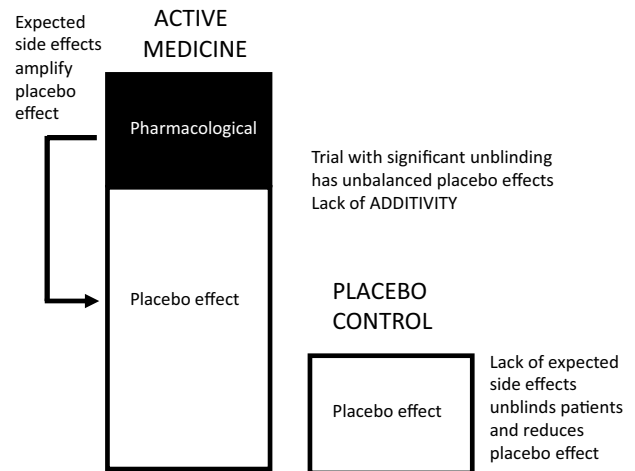 Expected
side effects
amplify
placebo
effect
ACTIVE
MEDICINE
Pharmacological
Placebo effect
Trial with significant unblinding
has unbalanced placebo effects
Lack of ADDITIVITY
PLACEBO
CONTROL
Placebo effect
Lack of expected
side effects
unblinds patients
and reduces
placebo effect